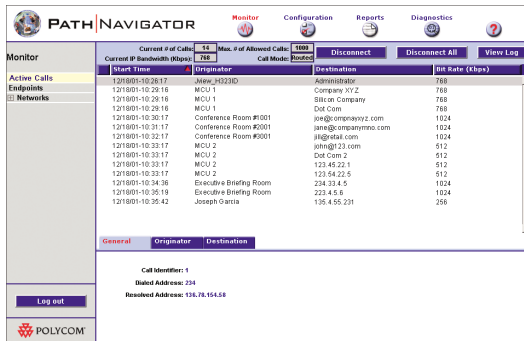 PATH NAVIGATOR
Monitor Configuration Reports Diagnostics
Monitor
Current # of Calls: 14 Max. # of Allowed Calls: 1000
Current IP Bandwidth (Kbps): 768 Call Mode: Routed
Disconnect Disconnect All View Log
Active Calls
Endpoints
Networks
Start Time Originator Destination Bit Rate (Kbps)
12/18/01-10:26:17 Jview_H323ID Administrator 768
12/18/01-10:29:16 MCU 1 Company XYZ 768
12/18/01-10:29:16 MCU 1 Silicon Company 768
12/18/01-10:29:16 MCU 1 Dot Com 768
12/18/01-10:30:17 Conference Room #1001 joe@compnayxyz.com 1024
12/18/01-10:31:17 Conference Room #2001 jane@companymno.com 1024
12/18/01-10:32:17 Conference Room #3001 jill@retail.com 1024
12/18/01-10:33:17 MCU 2 john@123.com 512
12/18/01-10:33:17 MCU 2 Dot Com 2 512
12/18/01-10:33:17 MCU 2 123.45.22.1 512
12/18/01-10:33:17 MCU 2 123.54.22.5 512
12/18/01-10:34:36 Executive Briefing Room 234.33.4.5 1024
12/18/01-10:35:19 Executive Briefing Room 223.4.5.6 1024
12/18/01-10:35:42 Joseph Garcia 135.4.55.231 256
General Originator Destination
Call Identifier: 1
Dialed Address: 234
Resolved Address: 136.78.154.58
Log out
POLYCOM